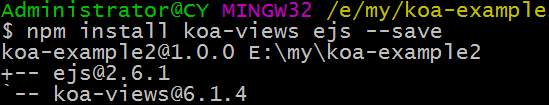 Administrator@CY MINGW32 /e/my/koa-example
$ npm install koa-views ejs --save
koa-example2@1.0.0 E:\my\koa-example2
+-- ejs@2.6.1
`-- koa-views@6.1.4